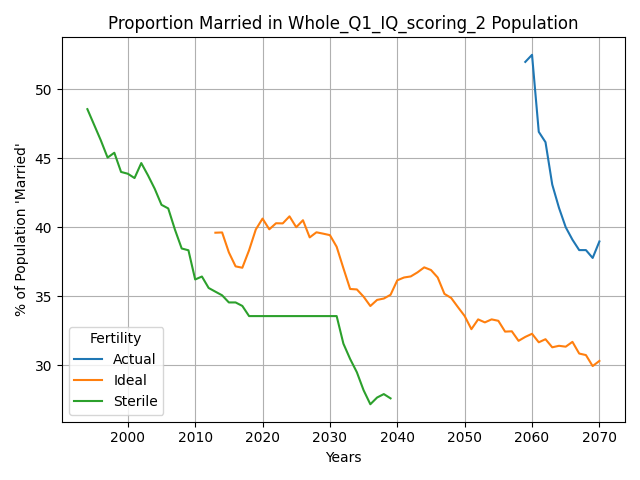 Proportion Married in Whole_Q1_IQ_scoring_2 Population
% of Population 'Married'
50
45
40
35
30
Fertility
Actual
Ideal
Sterile
2000 2010 2020 2030 2040 2050 2060 2070
Years